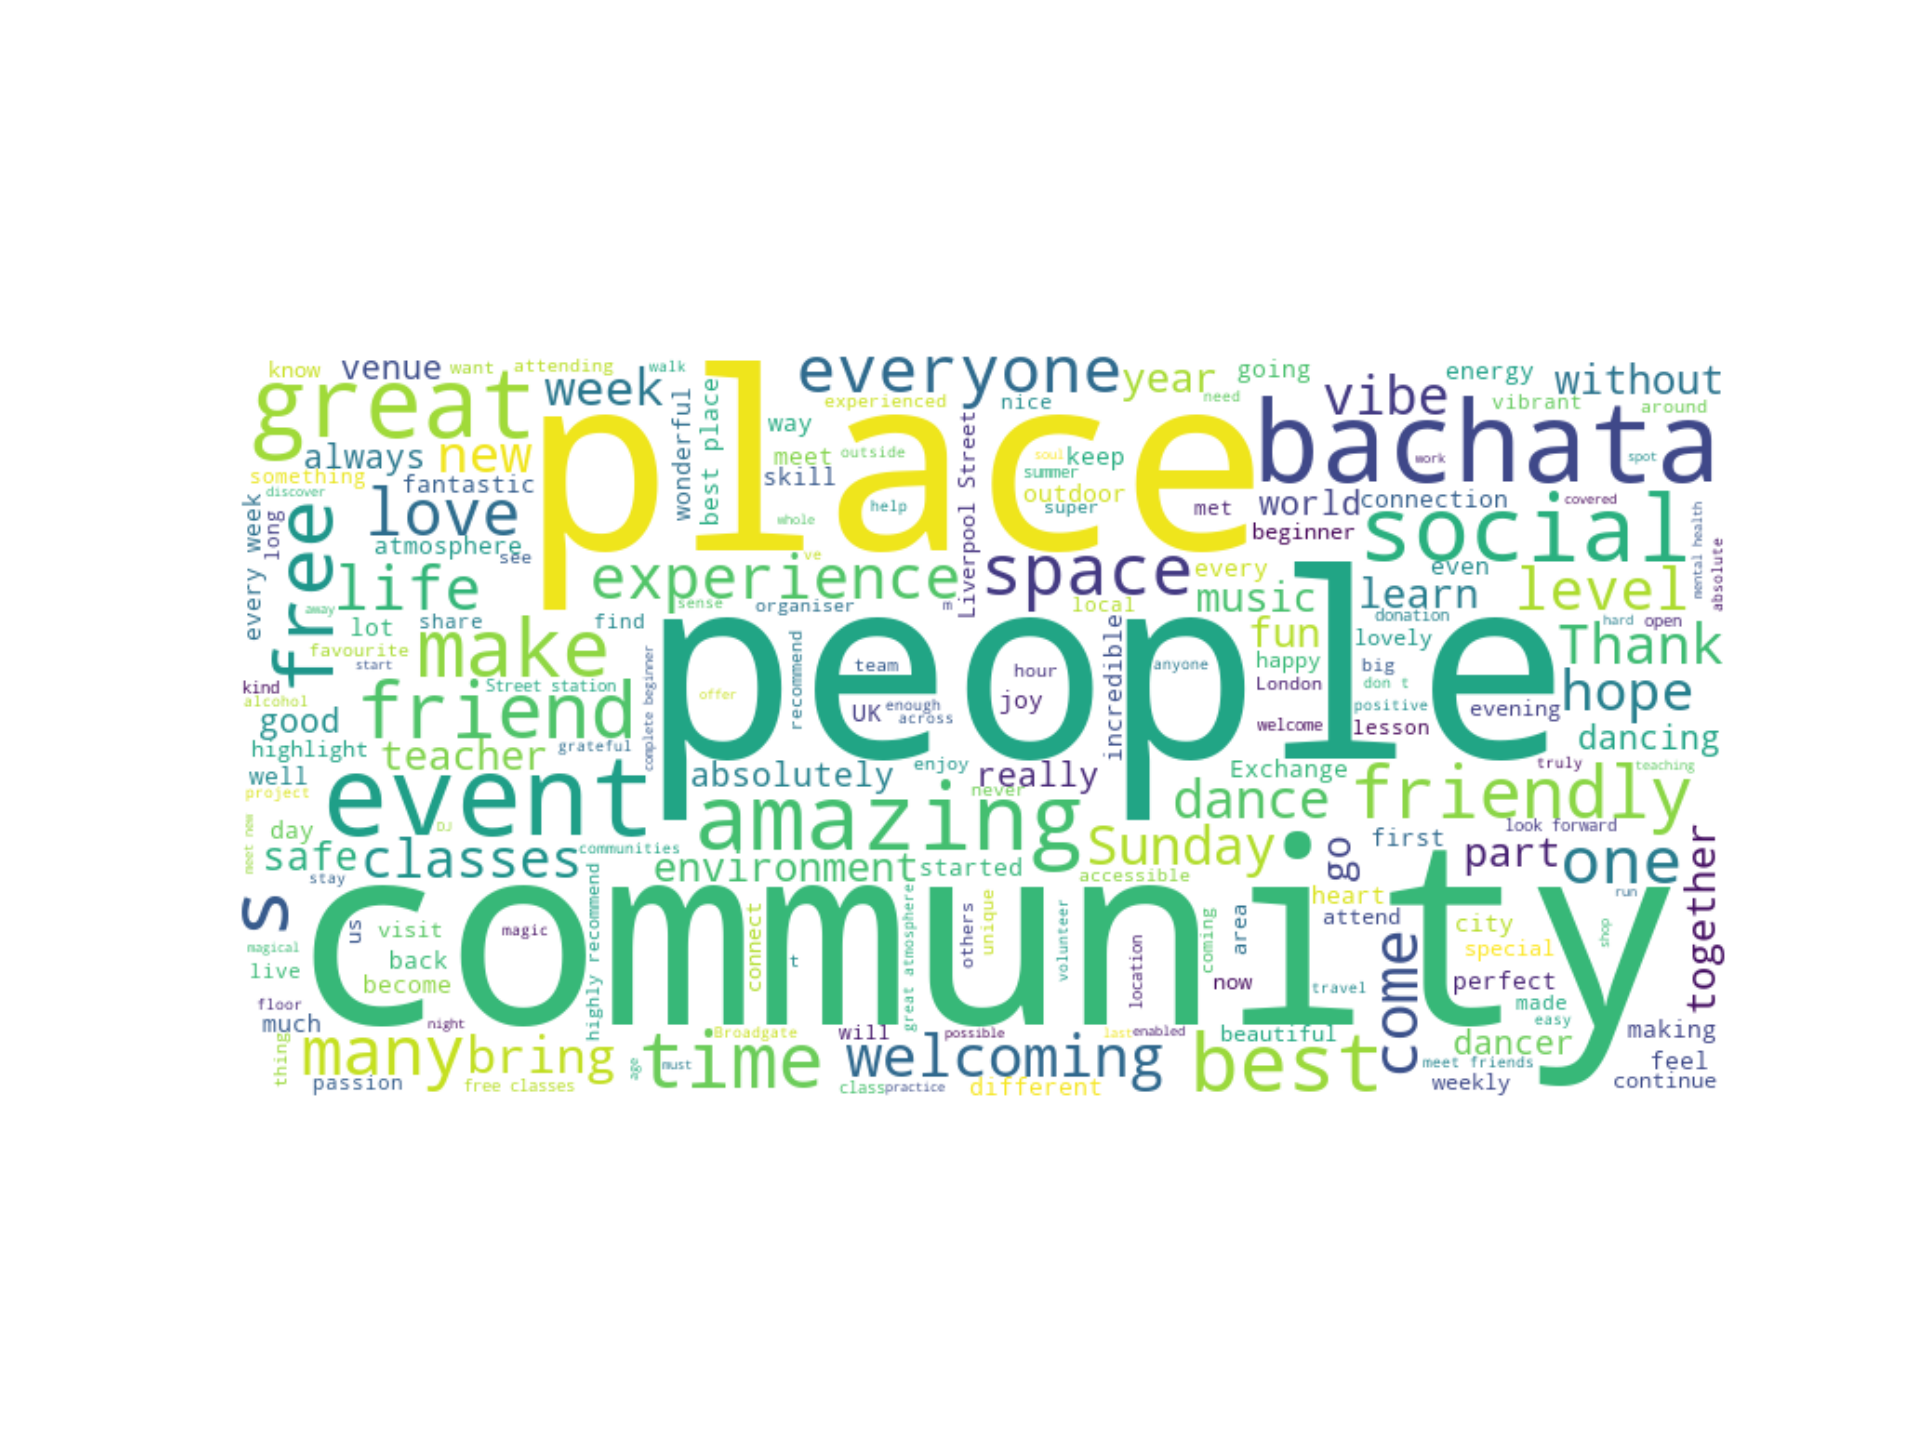 know venue want attending walk everyone year going energy without
great week place wonderful best place experienced nice need vibe vibrant around
bachata
always new way meet outside soul keep work spot
something fantastic skill summer outdoor
discover love whole help super met world connection covered
every week long free atmosphere see ve Liverpool Street beginner social mental health absolute
life experience space every even
away share sense organiser m local music learn level
lot find donation hard open
favourite make people fun lovely Thank
start recommend team hour incredible anyone happy big
kind Street station complete beginner offer London don t hope
alcohol friend joy positive evening
good UK enough across welcome lesson
highlight teacher grateful dancing
well event absolutely enjoy really Exchange truly teaching
project never dance friendly
meet new day DJ amazing Sunday first look forward
safe classes communities go part one together
stay environment started accessible
s highly recommend great atmosphere heart run
us visit magic connect others unique volunteer coming area attend city shop
magical community t special
live back location now come perfect
become travel
floor made
much night Broadgate will possible last enabled beautiful easy making
thing many bring time welcoming best dancer feel
passion free classes age must class practice different meet friends weekly continue